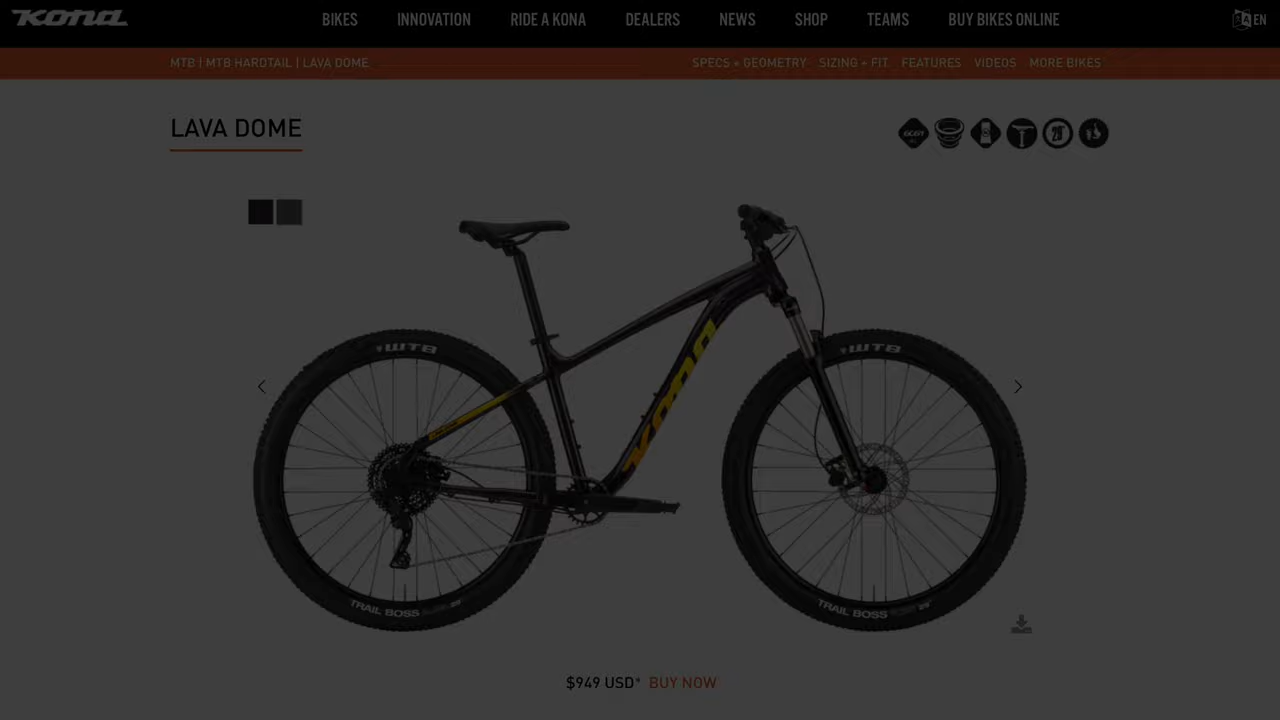 KONA
BIKES INNOVATION RIDE A KONA DEALERS NEWS SHOP TEAMS BUY BIKES ONLINE EN
MTB | MTB HARDTAIL | LAVA DOME
SPECS + GEOMETRY SIZING + FIT FEATURES VIDEOS MORE BIKES
LAVA DOME
6061
WTB
WTB
KONA
TRAIL BOSS
TRAIL BOSS
$949 USD* BUY NOW